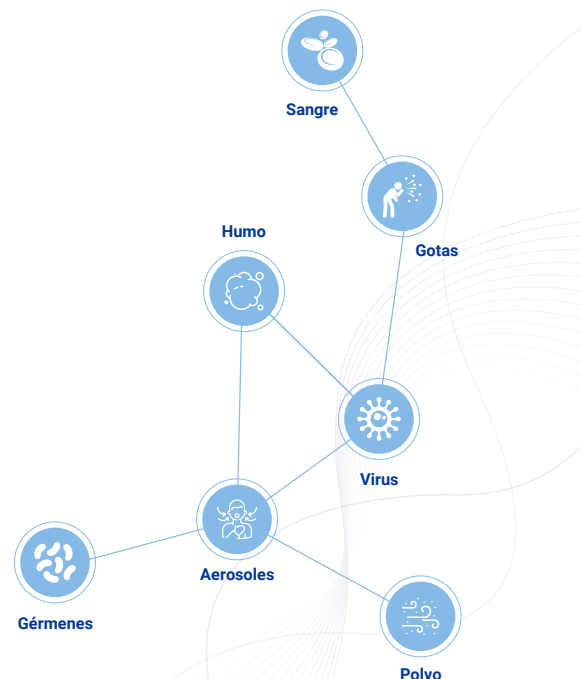 Sangre
Humo
Gotas
Virus
Aerosoles
Gérmenes
Polvo